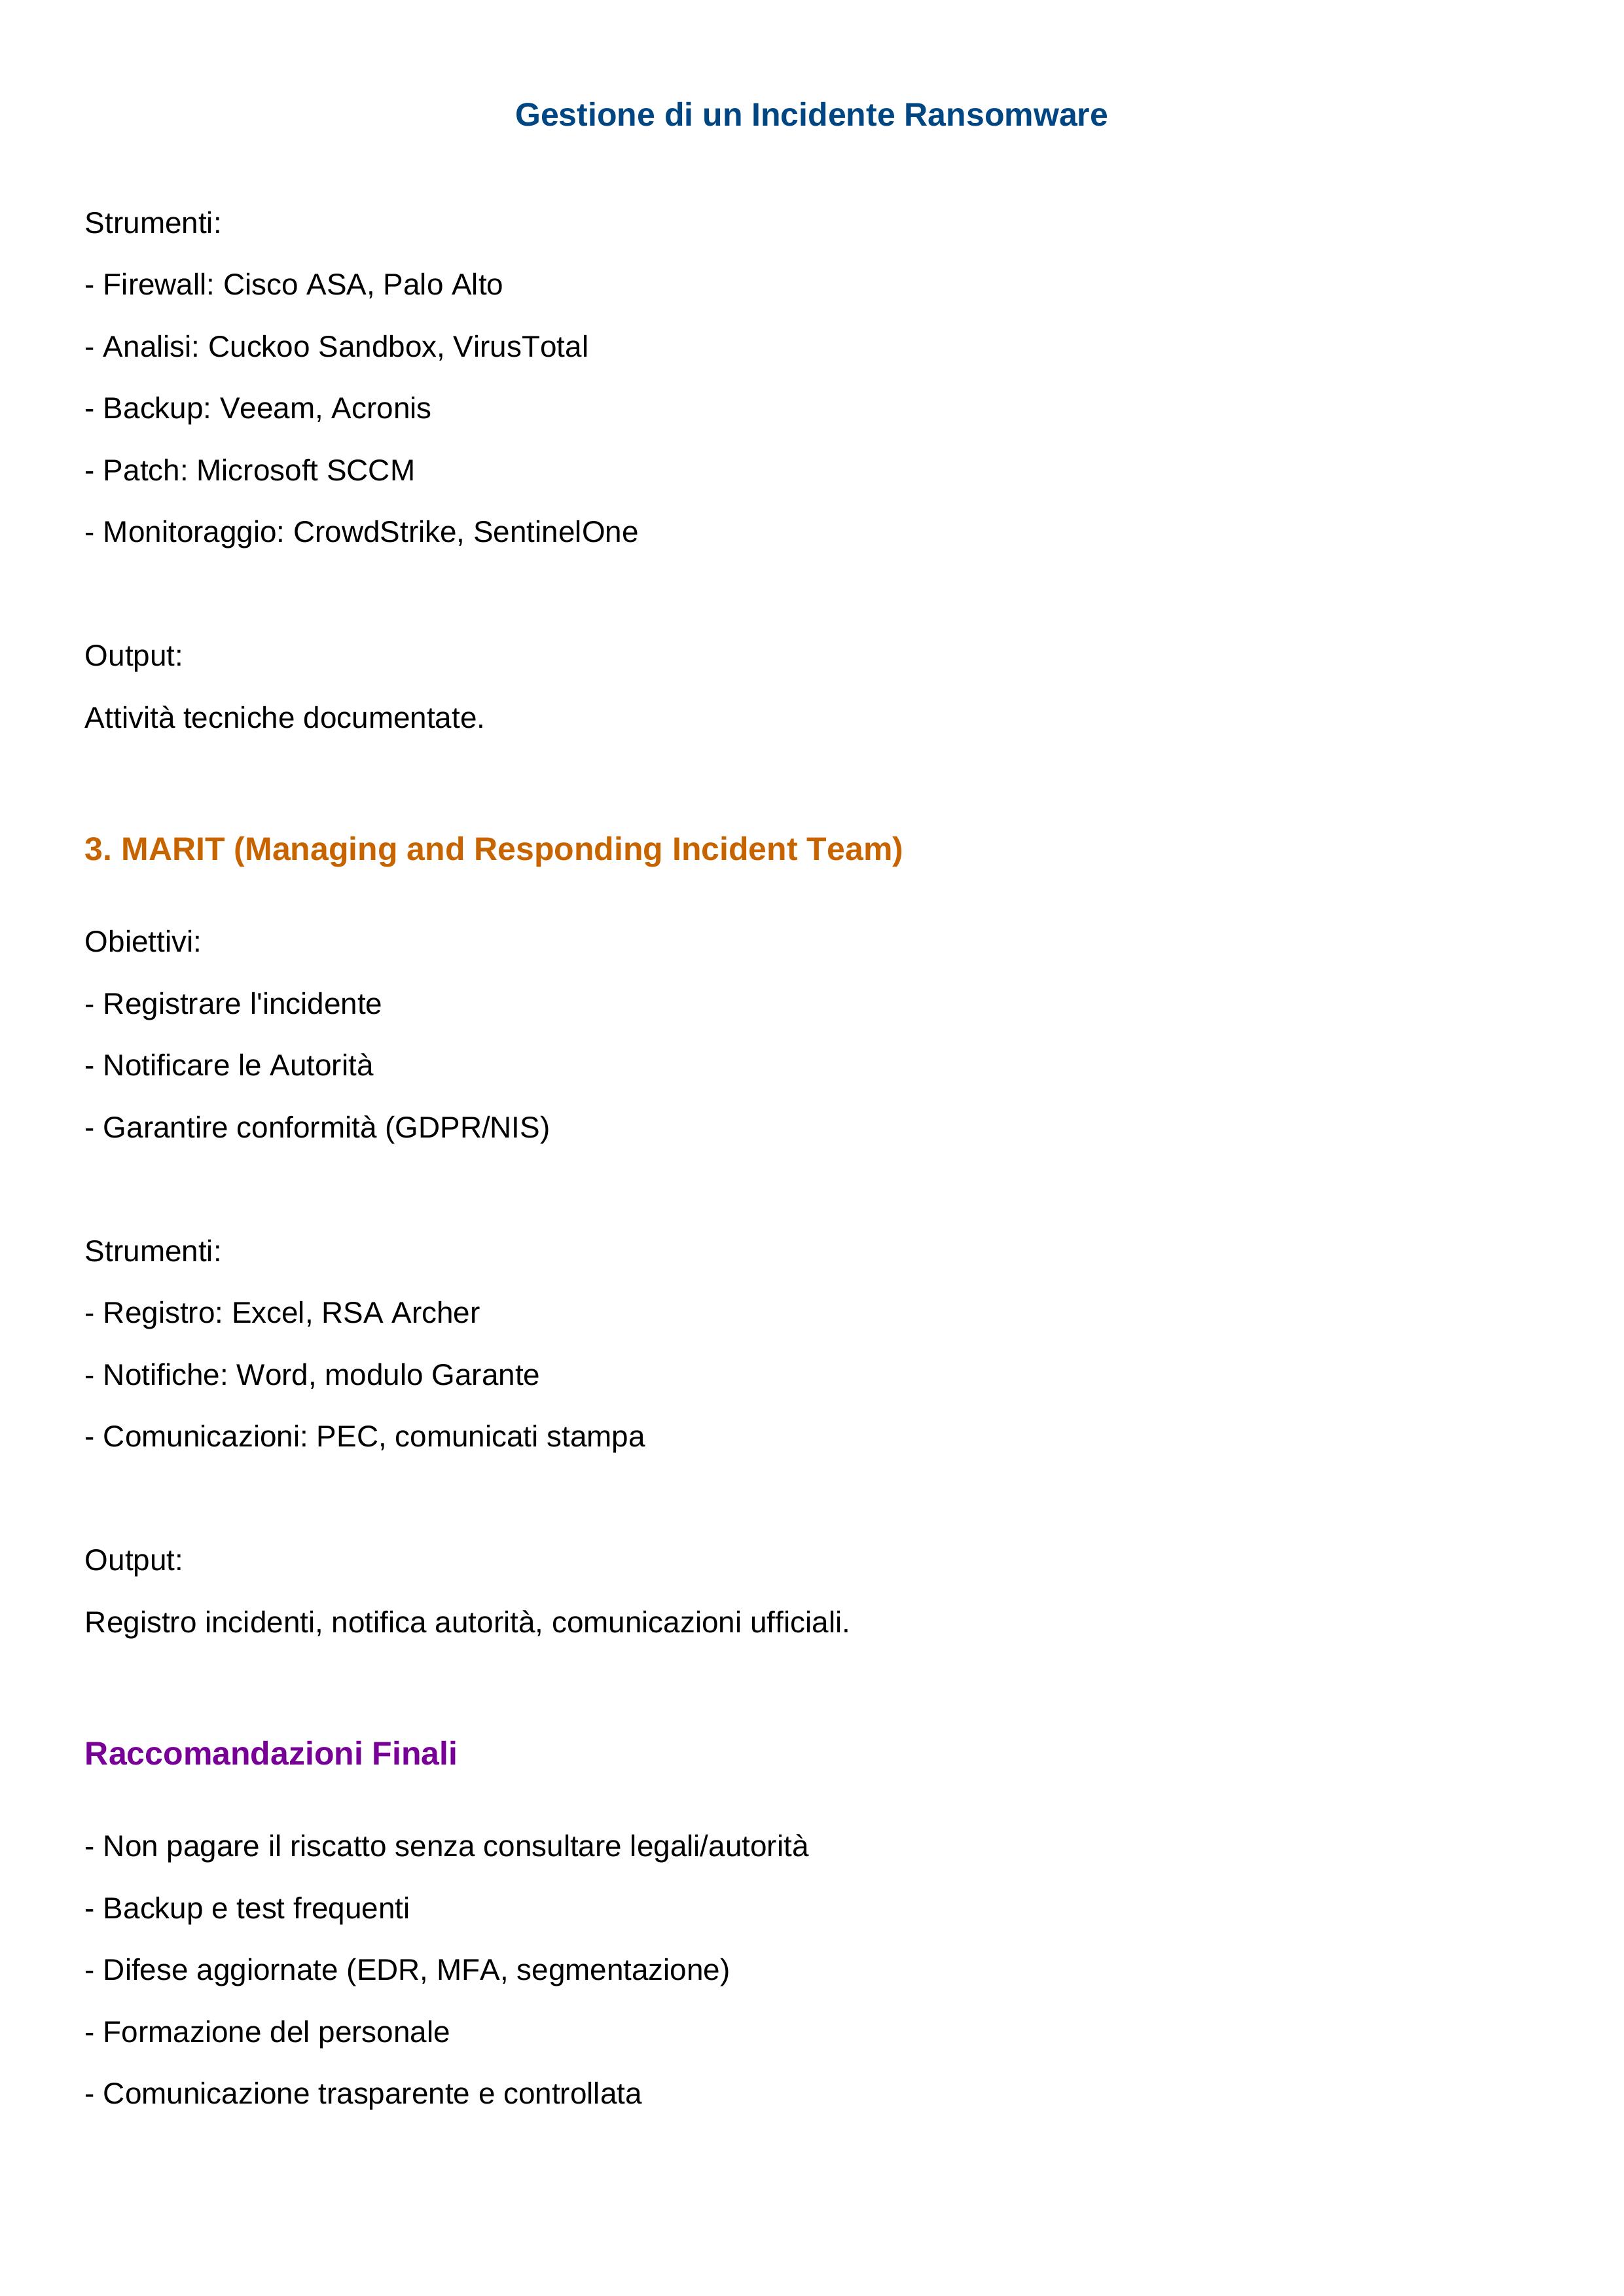 Gestione di un Incidente Ransomware
Strumenti:
- Firewall: Cisco ASA, Palo Alto
- Analisi: Cuckoo Sandbox, VirusTotal
- Backup: Veeam, Acronis
- Patch: Microsoft SCCM
- Monitoraggio: CrowdStrike, SentinelOne
Output:
Attività tecniche documentate.
3. MARIT (Managing and Responding Incident Team)
Obiettivi:
- Registrare l'incidente
- Notificare le Autorità
- Garantire conformità (GDPR/NIS)
Strumenti:
- Registro: Excel, RSA Archer
- Notifiche: Word, modulo Garante
- Comunicazioni: PEC, comunicati stampa
Output:
Registro incidenti, notifica autorità, comunicazioni ufficiali.
Raccomandazioni Finali
- Non pagare il riscatto senza consultare legali/autorità
- Backup e test frequenti
- Difese aggiornate (EDR, MFA, segmentazione)
- Formazione del personale
- Comunicazione trasparente e controllata